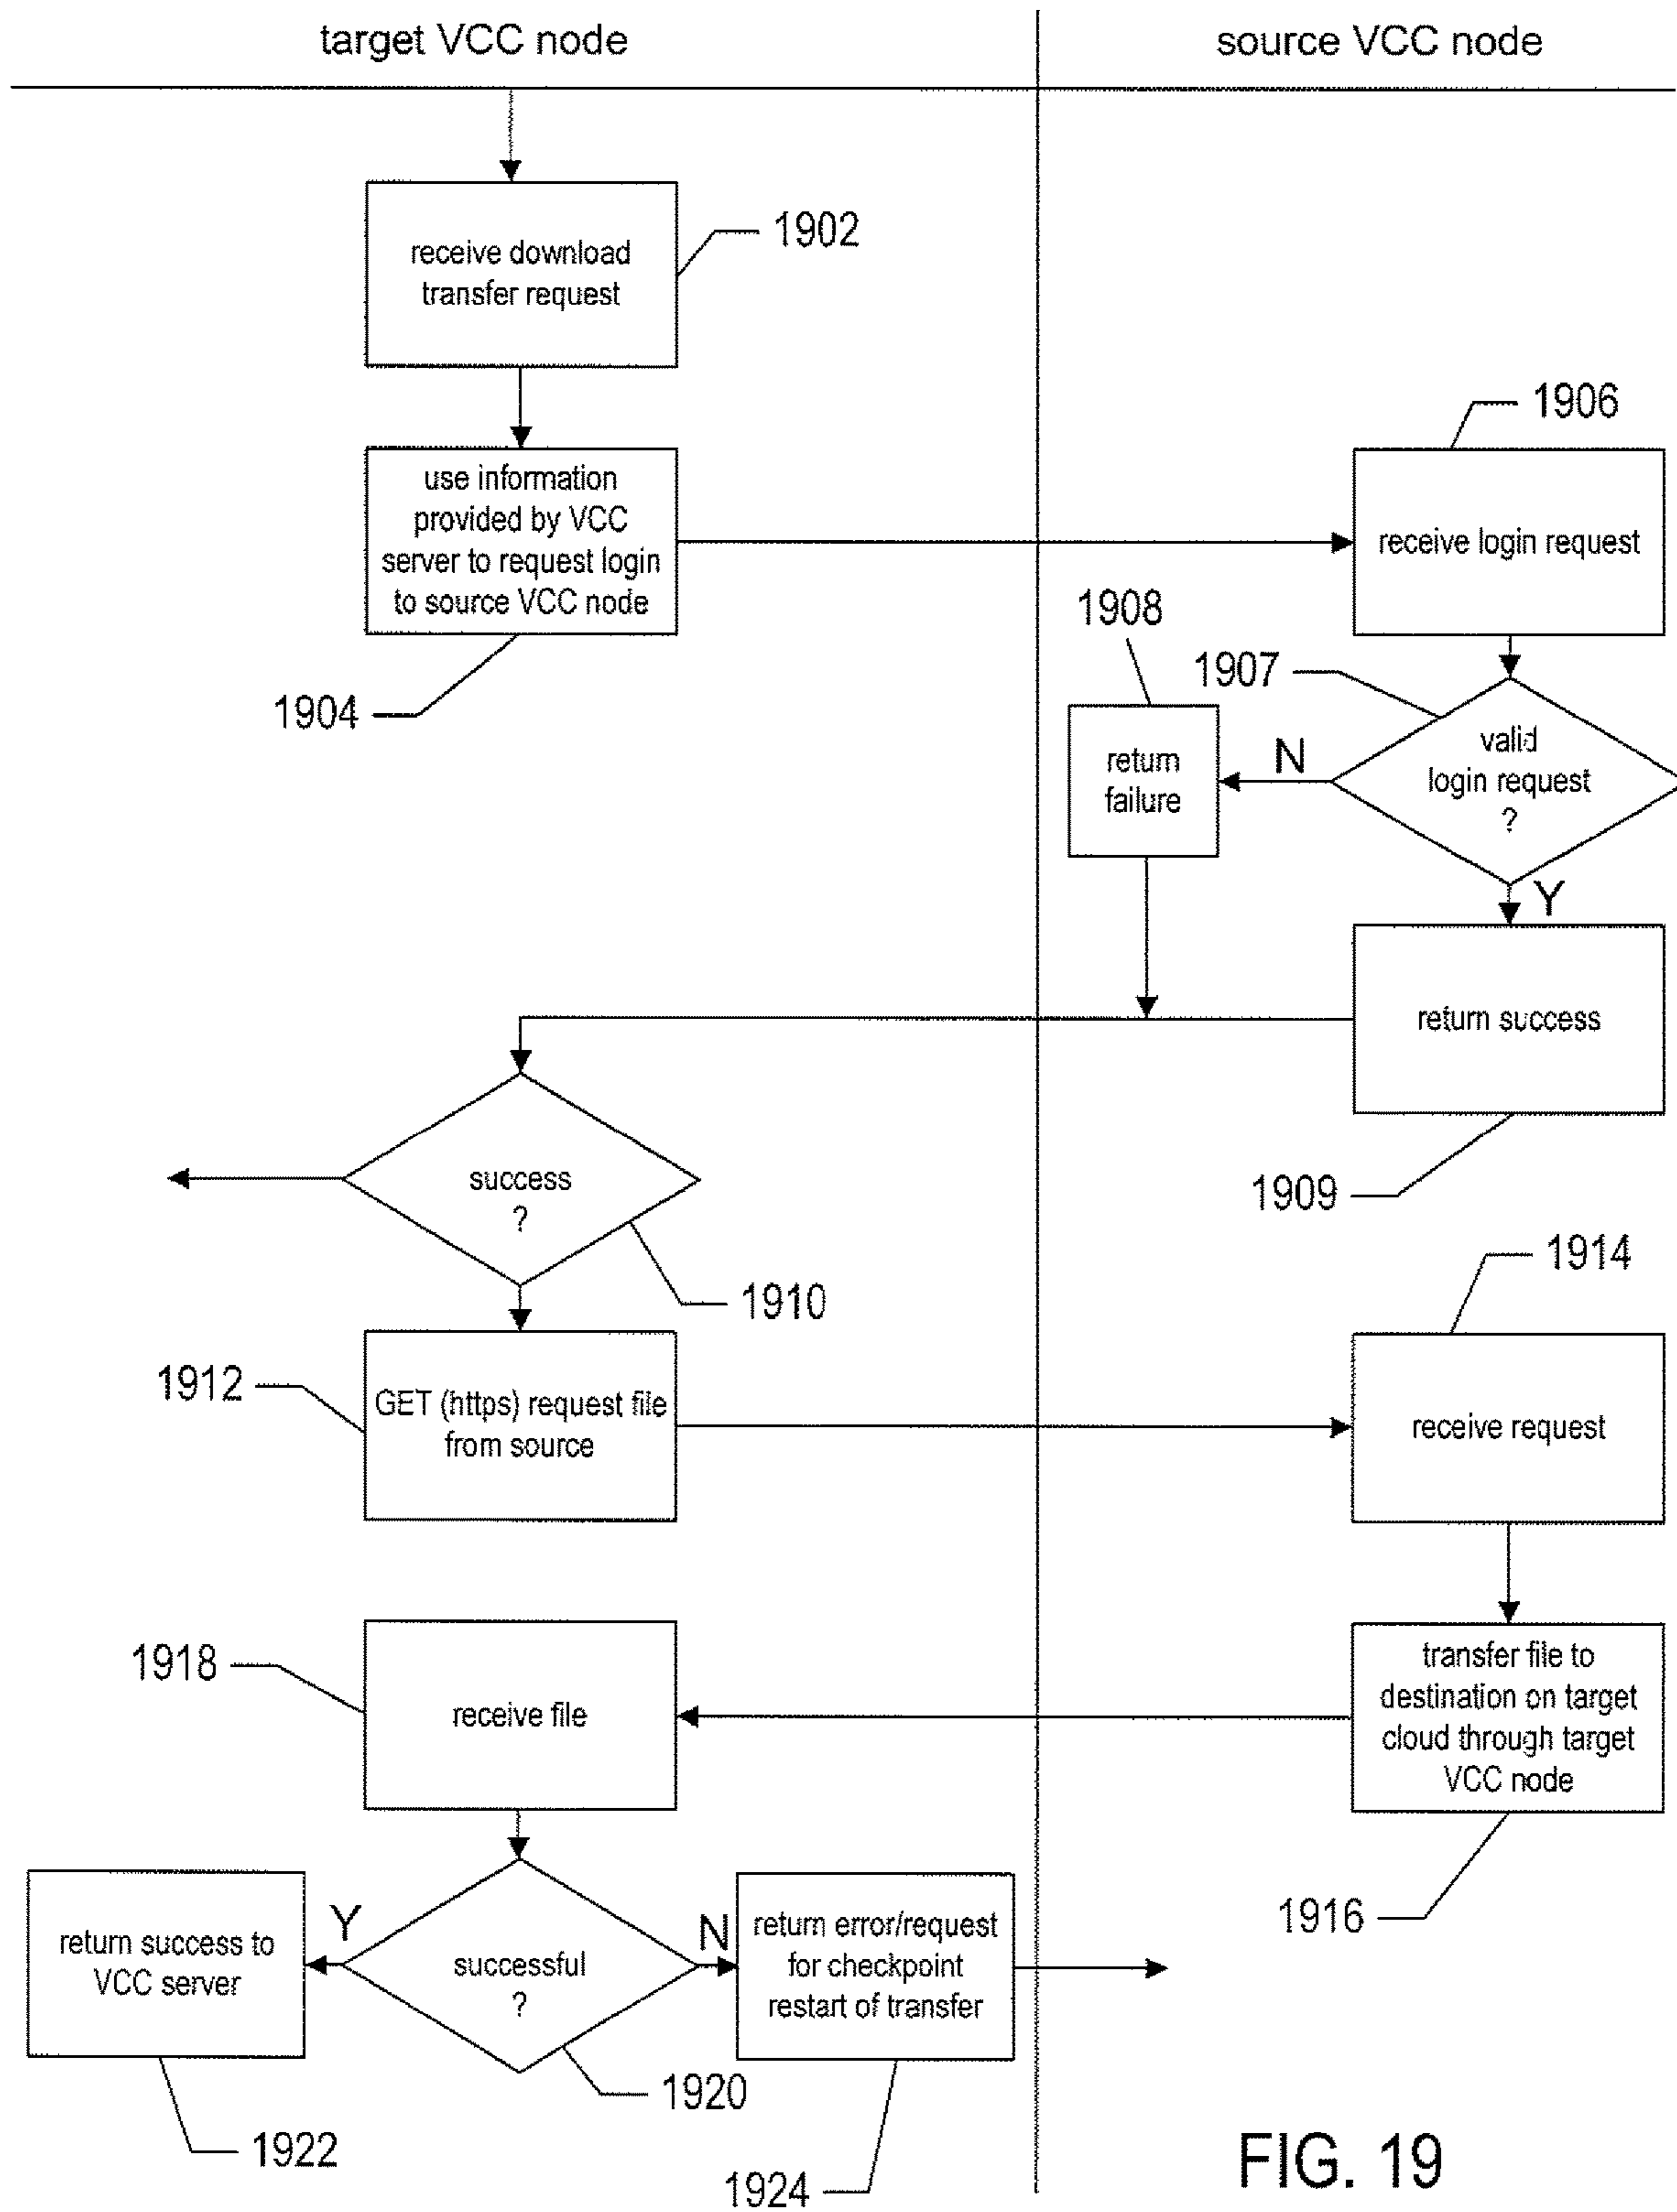 target VCC node
source VCC node
receive download
transfer request
1902
use information
provided by VCC
server to request login
to source VCC node
1904
1906
receive login request
1907
valid
login request
?
N
Y
1908
return
failure
return success
1909
success
?
1910
1912
GET (https) request file
from source
1914
receive request
transfer file to
destination on target
cloud through target
VCC node
1916
1918
receive file
successful
?
1920
Y
N
return success to
VCC server
1922
return error/request
for checkpoint
restart of transfer
1924
FIG. 19